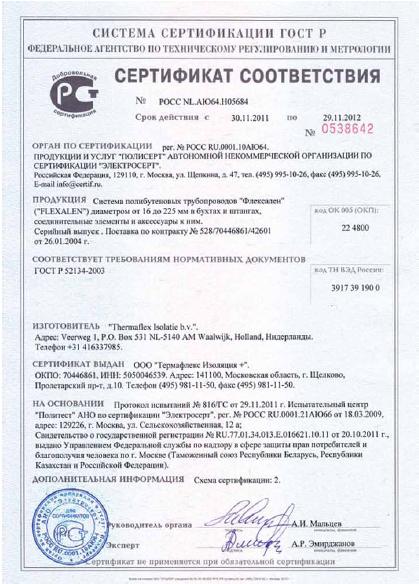 СИСТЕМА СЕРТИФИКАЦИИ ГОСТ Р
ФЕДЕРАЛЬНОЕ АГЕНТСТВО ПО ТЕХНИЧЕСКОМУ РЕГУЛИРОВАНИЮ И МЕТРОЛОГИИ
Добровольная
сертификация
СЕРТИФИКАТ СООТВЕТСТВИЯ
№ РОСС NL.АЮ64.Н05684
Срок действия с 30.11.2011 по 29.11.2012
№ 0538642
ОРГАН ПО СЕРТИФИКАЦИИ рег. № РОСС RU.0001.10АЮ64.
ПРОДУКЦИИ И УСЛУГ "ПОЛИСЕРТ" АВТОНОМНОЙ НЕКОММЕРЧЕСКОЙ ОРГАНИЗАЦИИ ПО
СЕРТИФИКАЦИИ "ЭЛЕКТРОСЕРТ".
Российская Федерация, 129110, г. Москва, ул. Щепкина, д. 47, тел. (495) 995-10-26, факс (495) 995-10-26,
E-mail info@certif.ru.
ПРОДУКЦИЯ Система полибутеновых трубопроводов "Флексален"
("FLEXALEN") диаметром от 16 до 225 мм в бухтах и штангах,
соединительные элементы и аксессуары к ним.
Серийный выпуск . Поставка по контракту № 528/70446861/42601
от 26.01.2004 г.
код ОК 005 (ОКП):
22 4800
СООТВЕТСТВУЕТ ТРЕБОВАНИЯМ НОРМАТИВНЫХ ДОКУМЕНТОВ
ГОСТ Р 52134-2003
код ТН ВЭД России:
3917 39 190 0
ИЗГОТОВИТЕЛЬ "Thermaflex Isolatie b.v.".
Адрес: Veerweg 1, P.O. Box 531 NL-5140 AM Waalwijk, Holland, Нидерланды.
Телефон +31 416337985.
СЕРТИФИКАТ ВЫДАН ООО "Термафлекс Изоляция +".
ОКПО: 70446861, ИНН: 5050046539. Адрес: 141100, Московская область, г. Щелково,
Пролетарский пр-т, д.10. Телефон (495) 981-11-50, факс (495) 981-11-50.
НА ОСНОВАНИИ Протокол испытаний № 816/ГС от 29.11.2011 г. Испытательный центр
"Политест" АНО по сертификации "Электросерт", рег. № РОСС RU.0001.21АЮ66 от 18.03.2009,
адрес: 129226, г. Москва, ул. Сельскохозяйственная, 12 а;
Свидетельство о государственной регистрации № RU.77.01.34.013.Е.016621.10.11 от 20.10.2011 г.,
выдано Управлением Федеральной службы по надзору в сфере защиты прав потребителей и
благополучия человека по г. Москве (Таможенный союз Республики Беларусь, Республики
Казахстан и Российской Федерации).
ДОПОЛНИТЕЛЬНАЯ ИНФОРМАЦИЯ Схема сертификации: 2.
ДЛЯ
СЕРТИФИКАТОВ
Руководитель органа А.И. Мальцев
Эксперт А.Р. Эмирджанов
Сертификат не применяется при обязательной сертификации